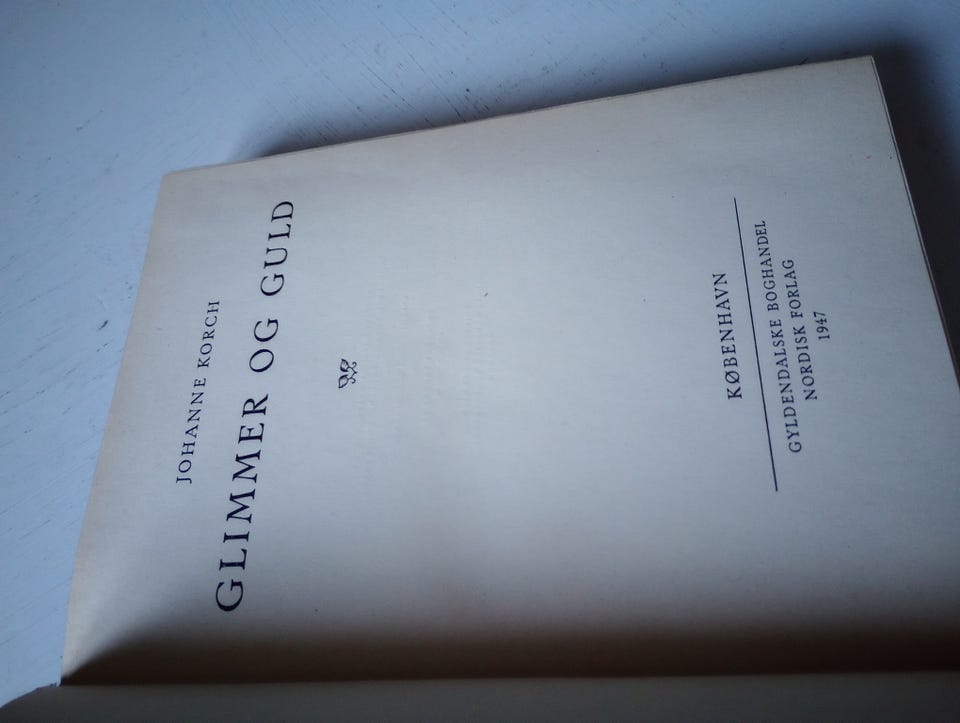 JOHANNE KORCH
GLIMMER OG GULD
KØBENHAVN
GYLDENDALSKE BOGHANDEL
NORDISK FORLAG
1947